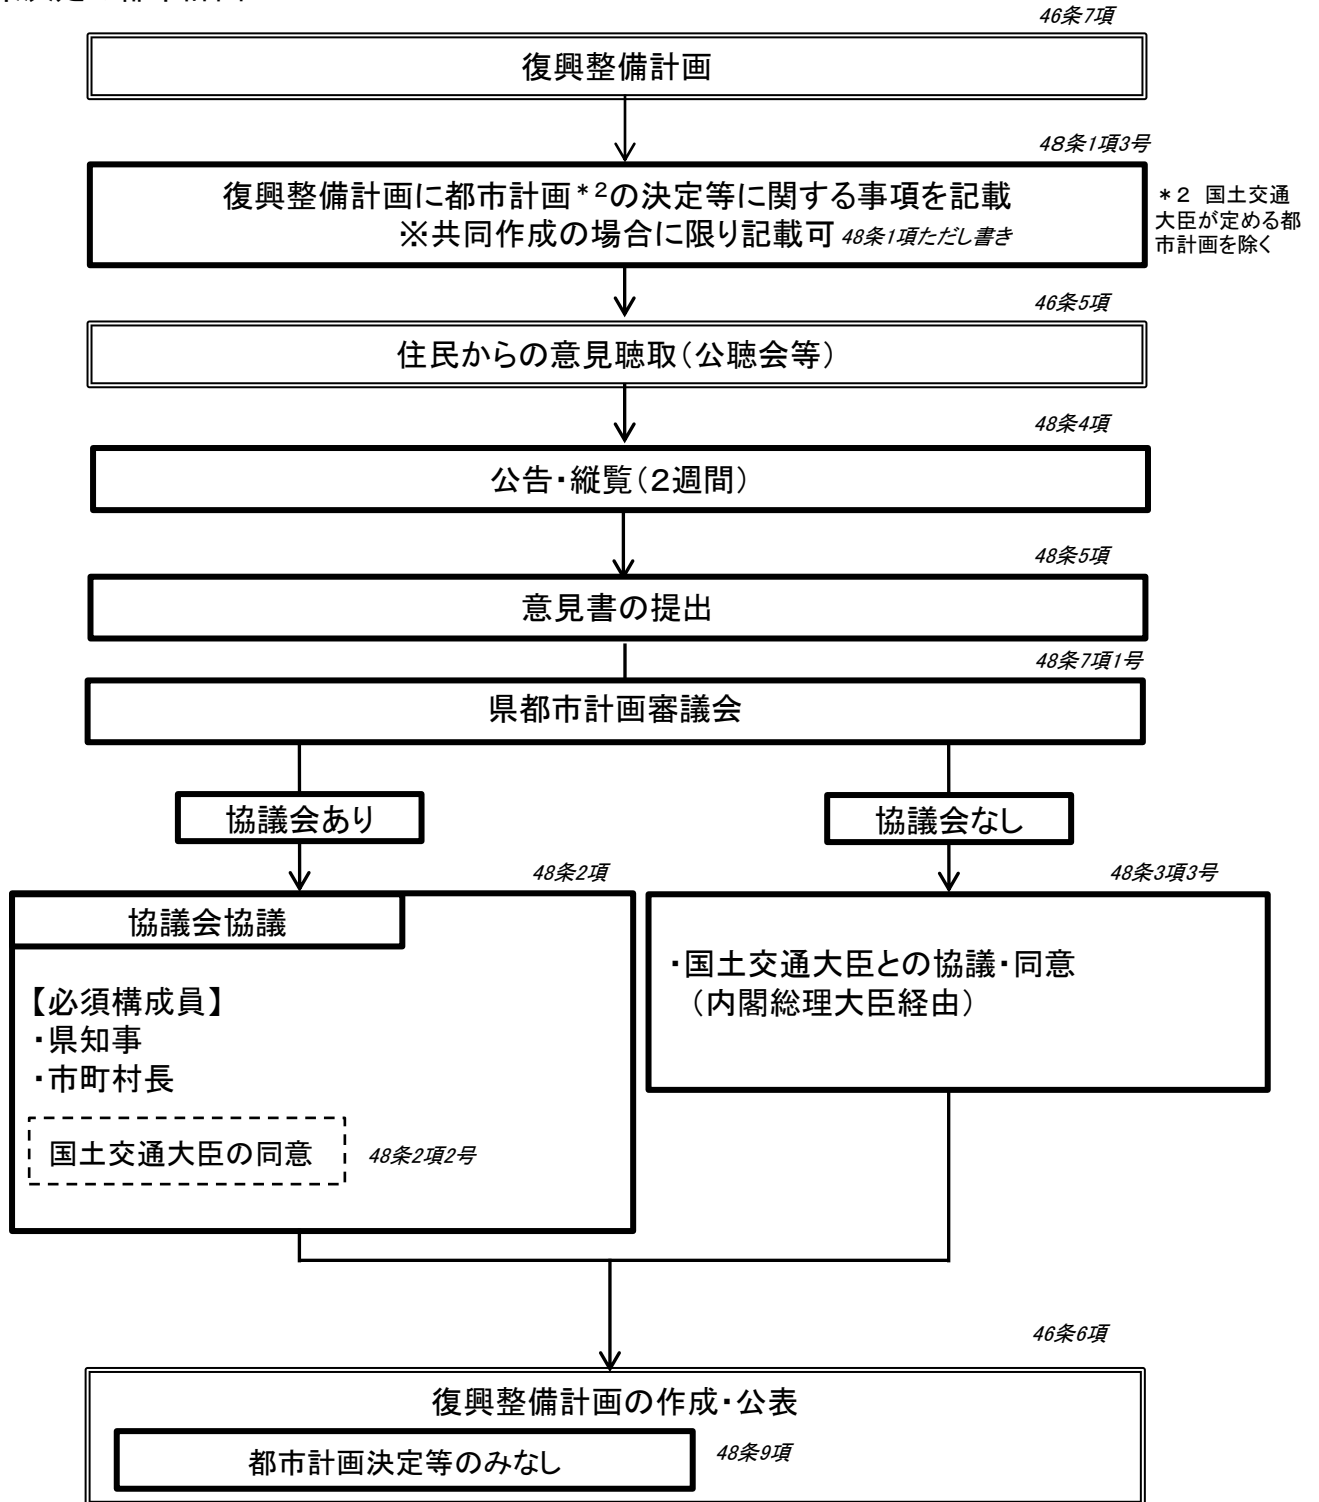 46条7項
復興整備計画
48条1項3号
復興整備計画に都市計画*2の決定等に関する事項を記載
※共同作成の場合に限り記載可 48条1項ただし書き
*2 国土交通
大臣が定める都
市計画を除く
46条5項
住民からの意見聴取(公聴会等)
48条4項
公告・縦覧(2週間)
48条5項
意見書の提出
48条7項1号
県都市計画審議会
協議会あり
協議会なし
48条2項
48条3項3号
協議会協議
【必須構成員】
・県知事
・市町村長
国土交通大臣の同意
48条2項2号
・国土交通大臣との協議・同意
(内閣総理大臣経由)
46条6項
復興整備計画の作成・公表
都市計画決定等のみなし
48条9項